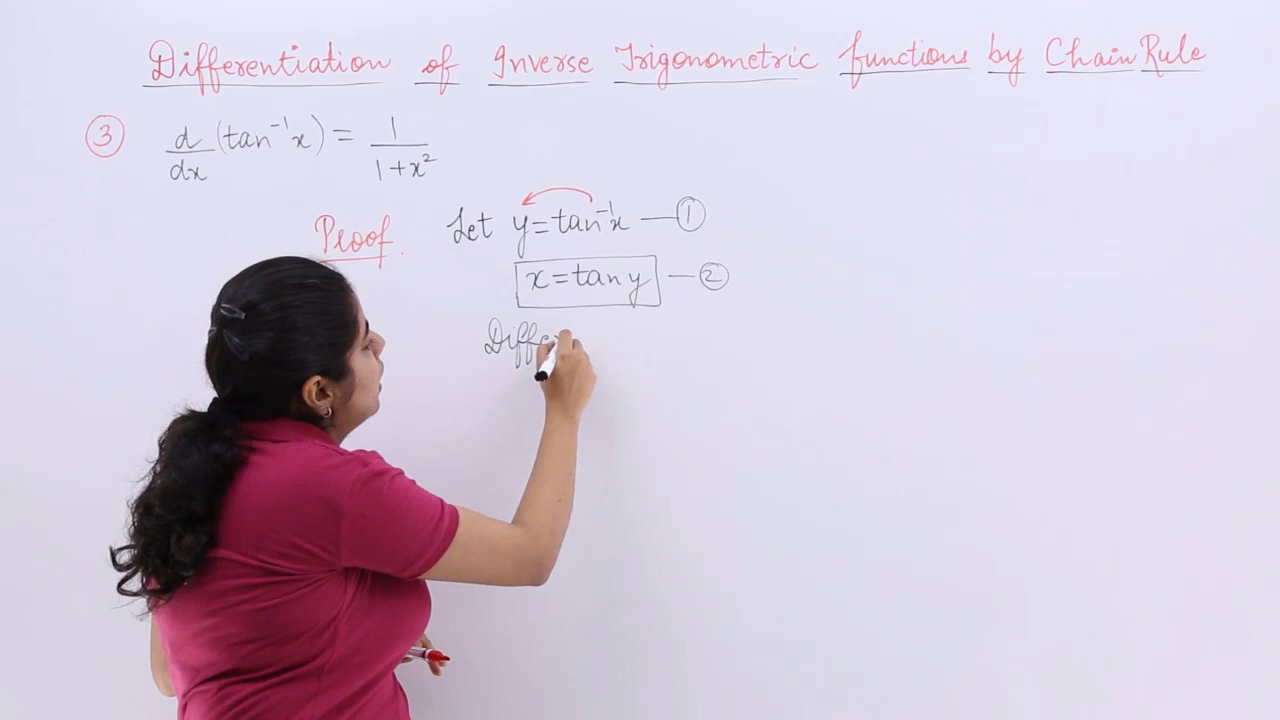 Differentiation of Inverse Trigonometric functions by Chain Rule
③ d/dx (tan⁻¹x) = 1/(1+x²)
Proof. Let y = tan⁻¹x — ①
x = tan y — ②
Diffe